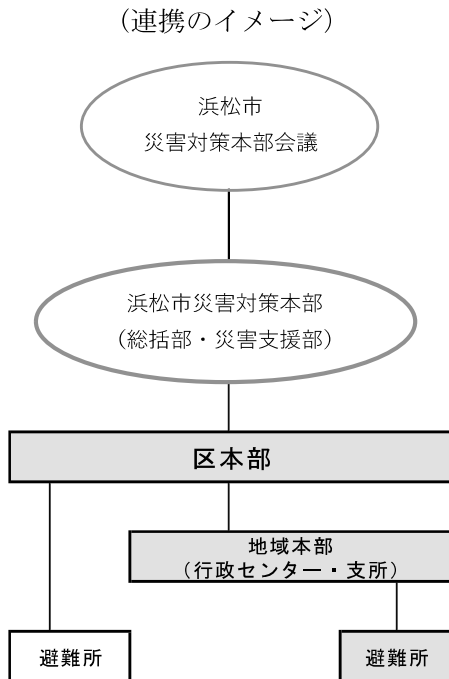 （連携のイメージ）
浜松市
災害対策本部会議
浜松市災害対策本部
（総括部・災害支援部）
区本部
地域本部
（行政センター・支所）
避難所
避難所